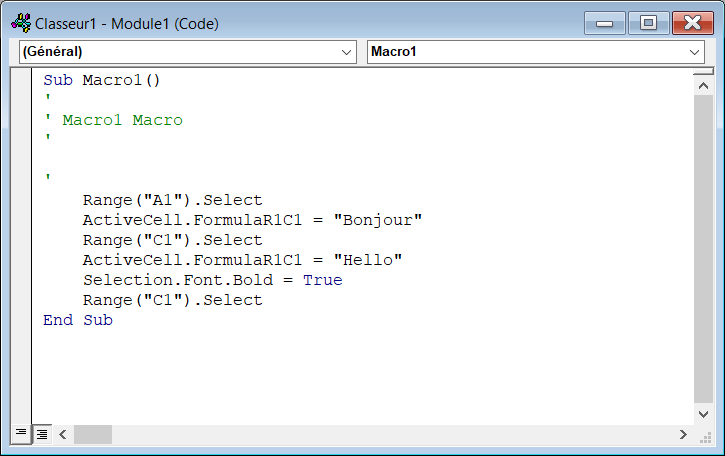 Classeur1 - Module1 (Code)
(Général) Macro1
Sub Macro1()
'
' Macro1 Macro
'
'
    Range("A1").Select
    ActiveCell.FormulaR1C1 = "Bonjour"
    Range("C1").Select
    ActiveCell.FormulaR1C1 = "Hello"
    Selection.Font.Bold = True
    Range("C1").Select
End Sub